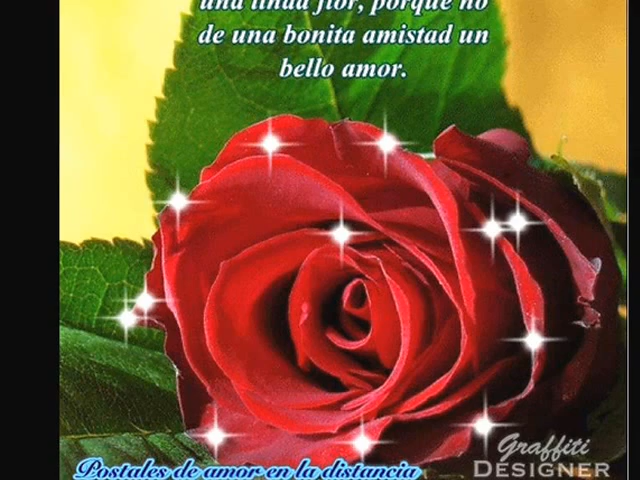 una linda flor, porque no
de una bonita amistad un
bello amor.
Graffiti
DESIGNER
Postales de amor en la distancia